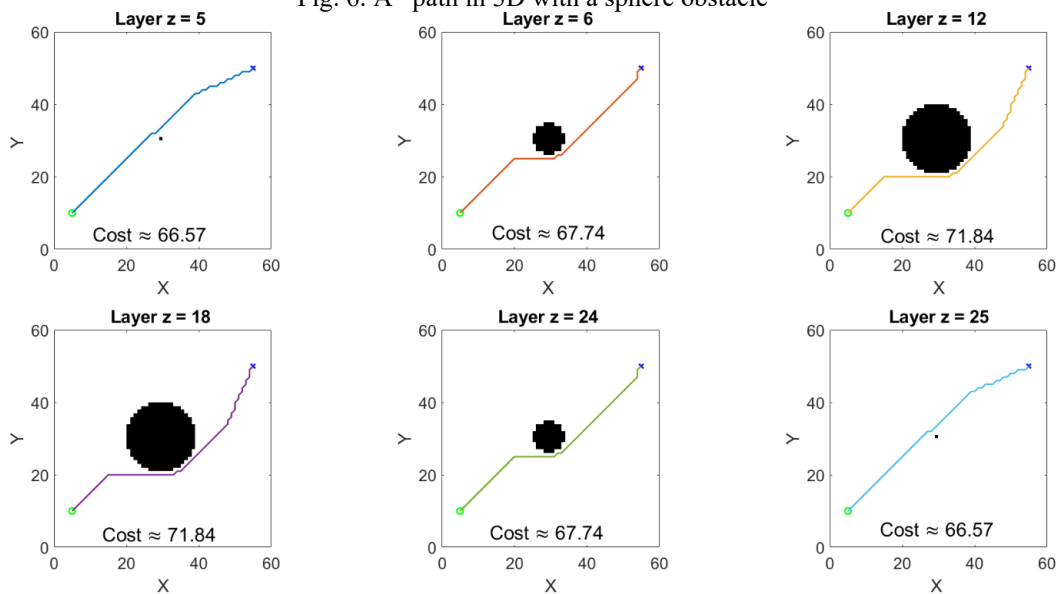 Fig. 6. A* path in 3D with a sphere obstacle
Layer z = 5
Layer z = 6
Layer z = 12
60
40
20
0
Y
Cost ≈ 66.57
0 20 40 60
X
60
40
20
0
Y
Cost ≈ 67.74
0 20 40 60
X
60
40
20
0
Y
Cost ≈ 71.84
0 20 40 60
X
Layer z = 18
Layer z = 24
Layer z = 25
60
40
20
0
Y
Cost ≈ 71.84
0 20 40 60
X
60
40
20
0
Y
Cost ≈ 67.74
0 20 40 60
X
60
40
20
0
Y
Cost ≈ 66.57
0 20 40 60
X